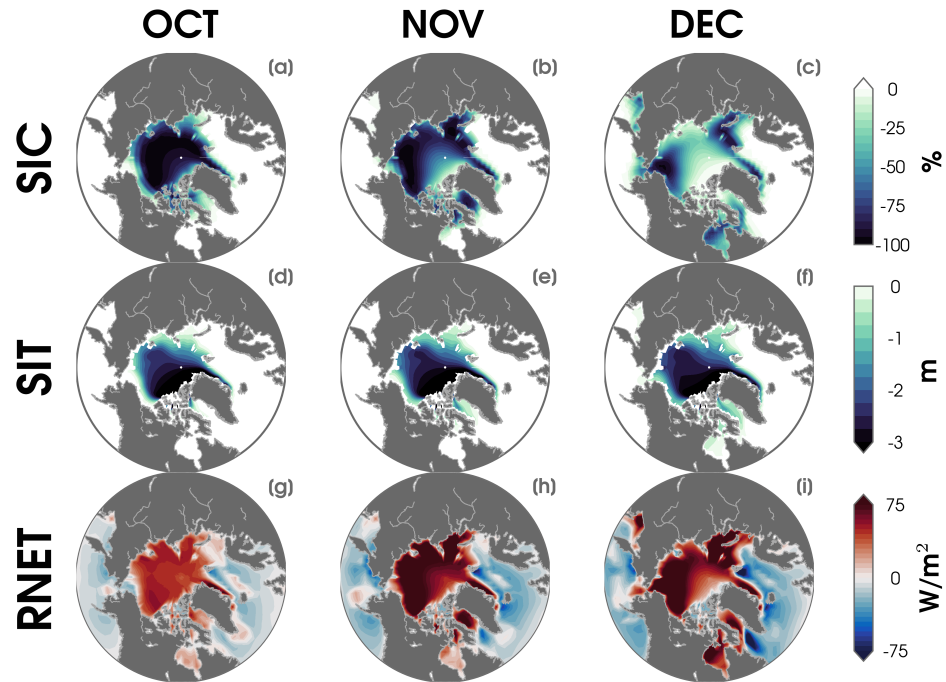 OCT NOV DEC
(a) (b) (c)
SIC
0
-25
-50
-75
-100
%
(d) (e) (f)
SIT
0
-1
-2
-3
m
(g) (h) (i)
RNET
75
0
-75
W/m²